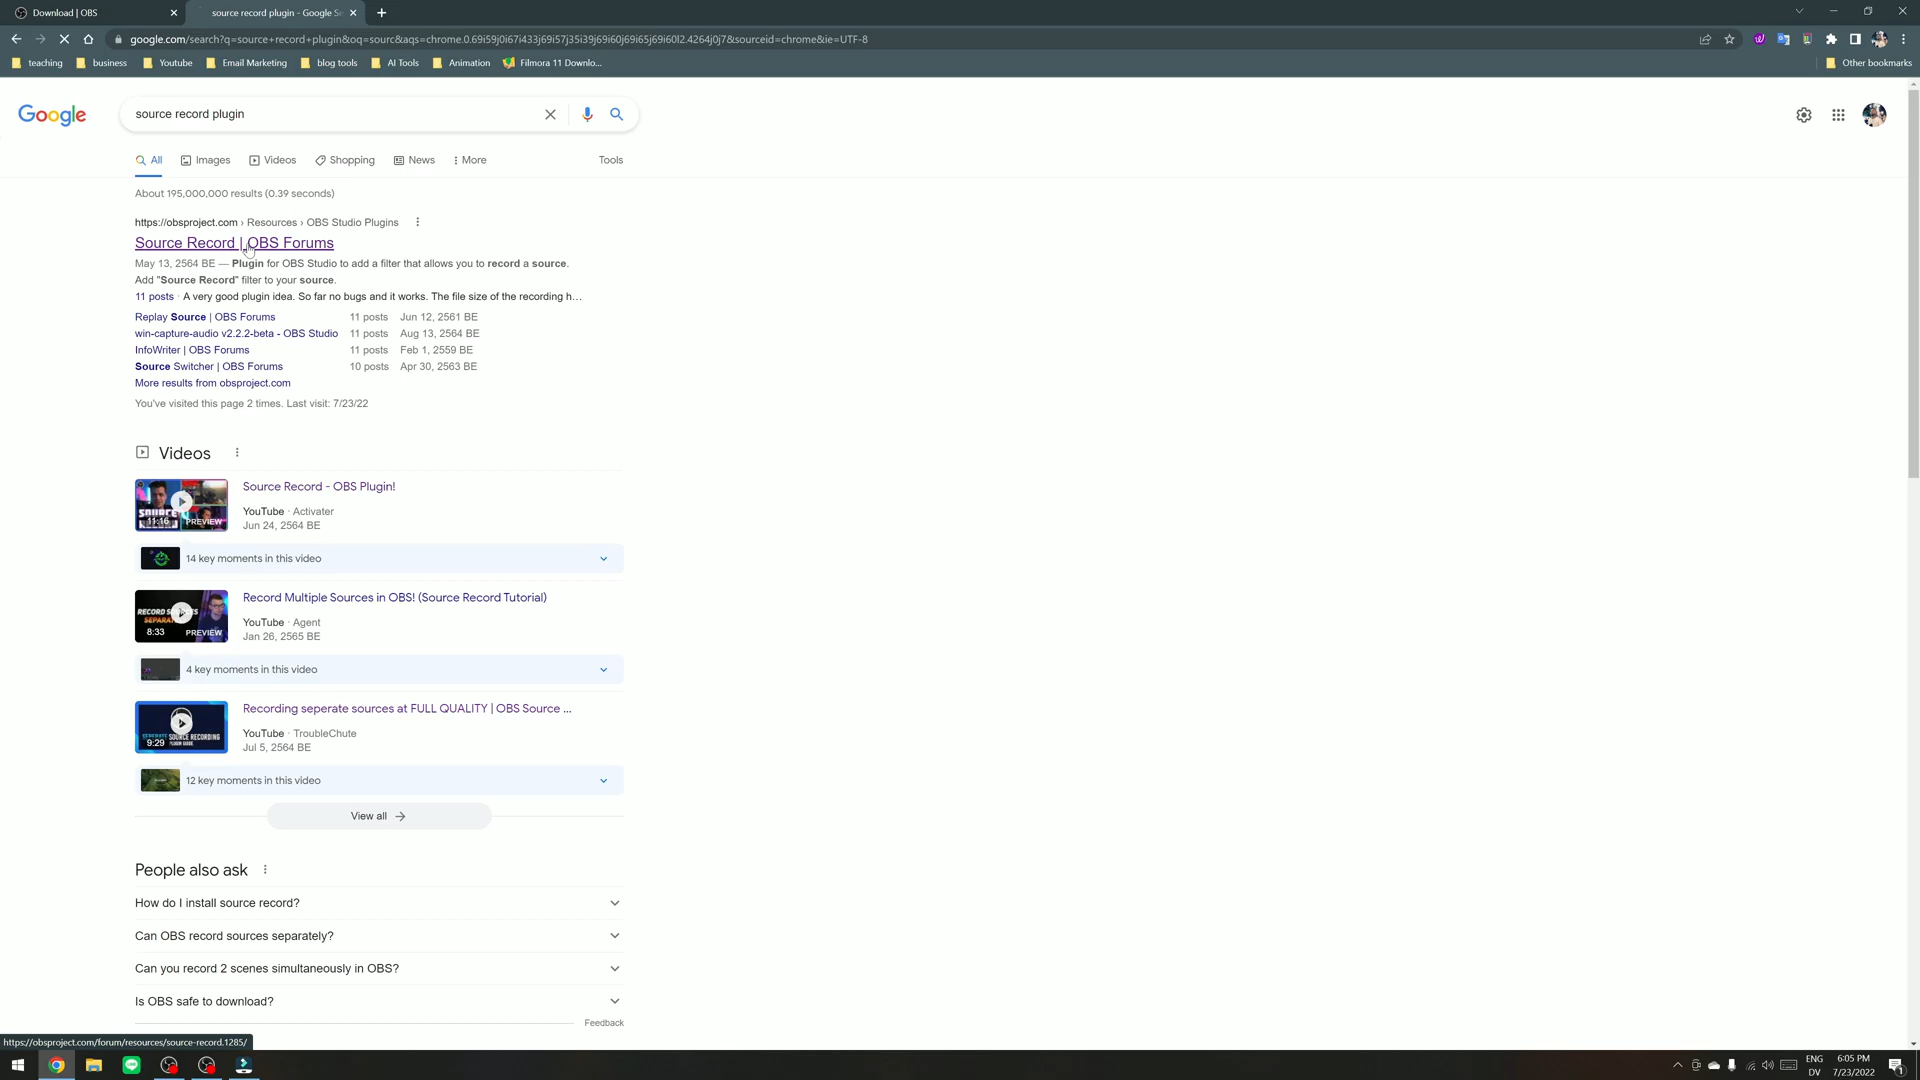 Download | OBS
source record plugin - Google Se
google.com/search?q=source+record+plugin&oq=sourc&aqs=chrome.0.69i59j0i67i433j69i57j35i39j69i60j69i65j69i60l2.4264j0j7&sourceid=chrome&ie=UTF-8
teaching
business
Youtube
Email Marketing
blog tools
AI Tools
Animation
Filmora 11 Downlo...
Other bookmarks
Google
source record plugin
All
Images
Videos
Shopping
News
More
Tools
About 195,000,000 results (0.39 seconds)
https://obsproject.com › Resources › OBS Studio Plugins
Source Record | OBS Forums
May 13, 2564 BE — Plugin for OBS Studio to add a filter that allows you to record a source.
Add "Source Record" filter to your source.
11 posts · A very good plugin idea. So far no bugs and it works. The file size of the recording h…
Replay Source | OBS Forums 11 posts Jun 12, 2561 BE
win-capture-audio v2.2.2-beta - OBS Studio 11 posts Aug 13, 2564 BE
InfoWriter | OBS Forums 11 posts Feb 1, 2559 BE
Source Switcher | OBS Forums 10 posts Apr 30, 2563 BE
More results from obsproject.com
You've visited this page 2 times. Last visit: 7/23/22
Videos
Source Record - OBS Plugin!
YouTube · Activater
Jun 24, 2564 BE
11:16
PREVIEW
14 key moments in this video
Record Multiple Sources in OBS! (Source Record Tutorial)
YouTube · Agent
Jan 26, 2565 BE
8:33
PREVIEW
4 key moments in this video
Recording seperate sources at FULL QUALITY | OBS Source ...
YouTube · TroubleChute
Jul 5, 2564 BE
9:29
12 key moments in this video
View all
People also ask
How do I install source record?
Can OBS record sources separately?
Can you record 2 scenes simultaneously in OBS?
Is OBS safe to download?
Feedback
https://obsproject.com/forum/resources/source-record.1285/
ENG
DV
6:05 PM
7/23/2022